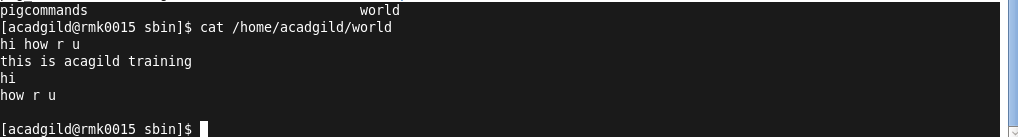 pigcommands                                  world
[acadgild@rmk0015 sbin]$ cat /home/acadgild/world
hi how r u
this is acagild training
hi
how r u

[acadgild@rmk0015 sbin]$